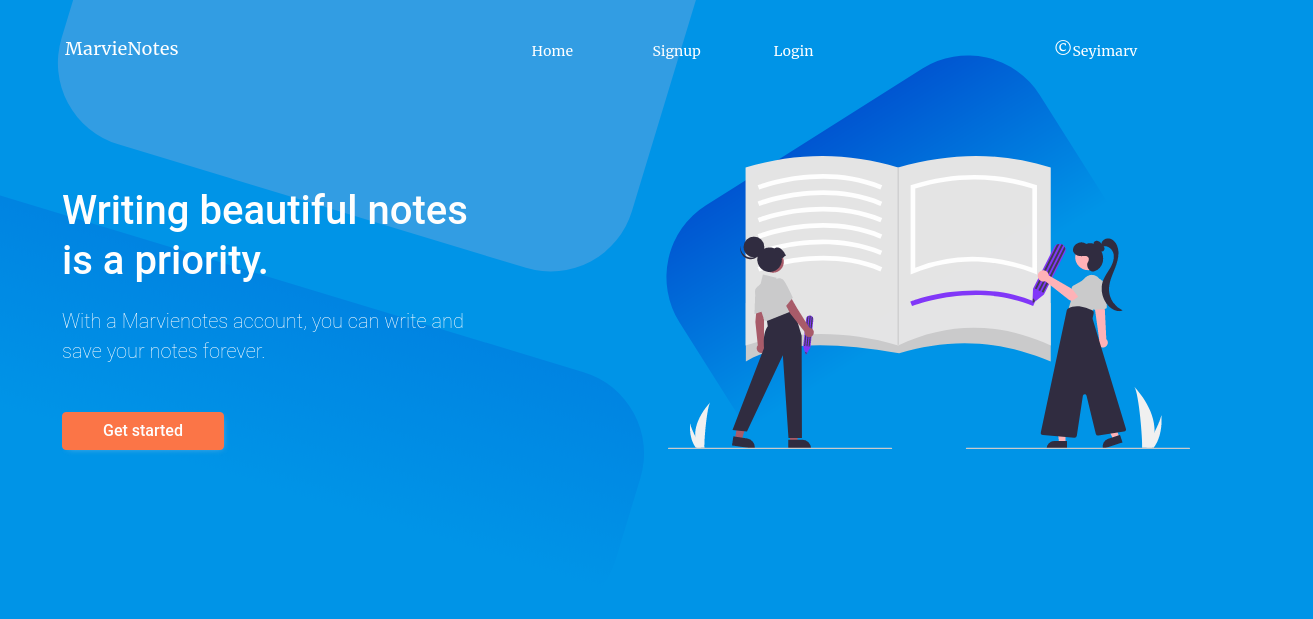 MarvieNotes
Home
Signup
Login
©Seyimarv
Writing beautiful notes
is a priority.
With a Marvienotes account, you can write and
save your notes forever.
Get started